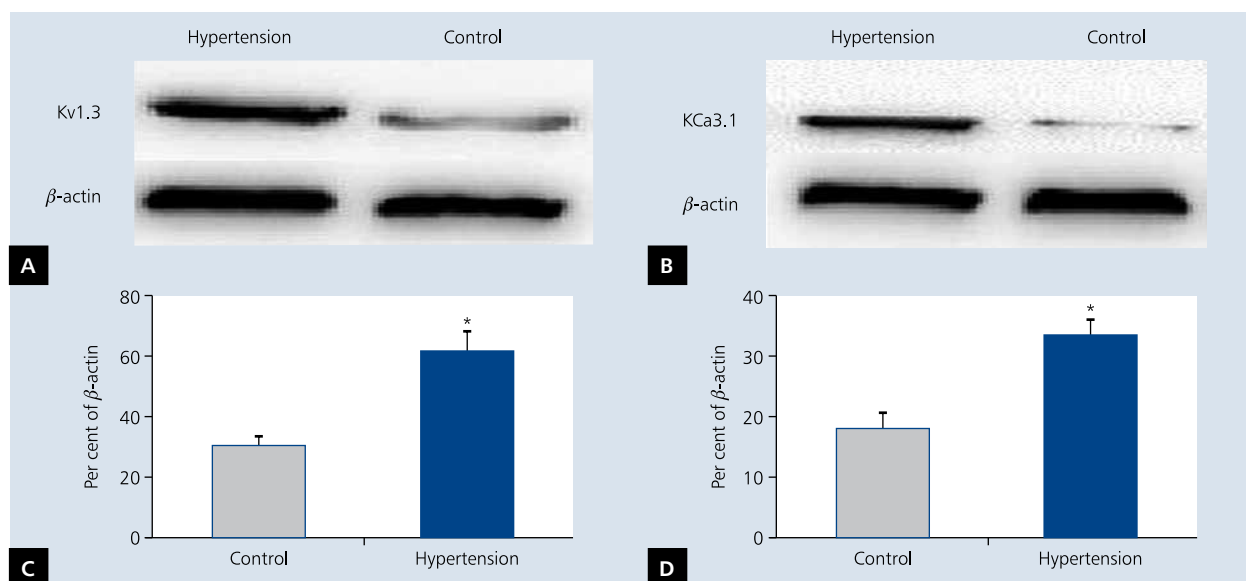 Hypertension Control
Kv1.3
β-actin
A
Hypertension Control
KCa3.1
β-actin
B
Per cent of β-actin
80
60
40
20
0
*
Control Hypertension
C
Per cent of β-actin
40
30
20
10
0
*
Control Hypertension
D